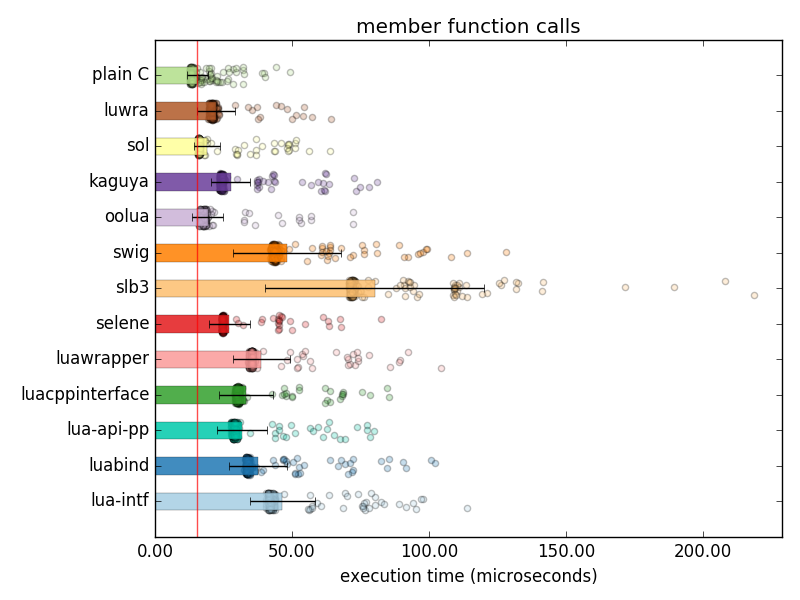 member function calls
plain C
luwra
sol
kaguya
oolua
swig
slb3
selene
luawrapper
luacppinterface
lua-api-pp
luabind
lua-intf
0.00 50.00 100.00 150.00 200.00
execution time (microseconds)